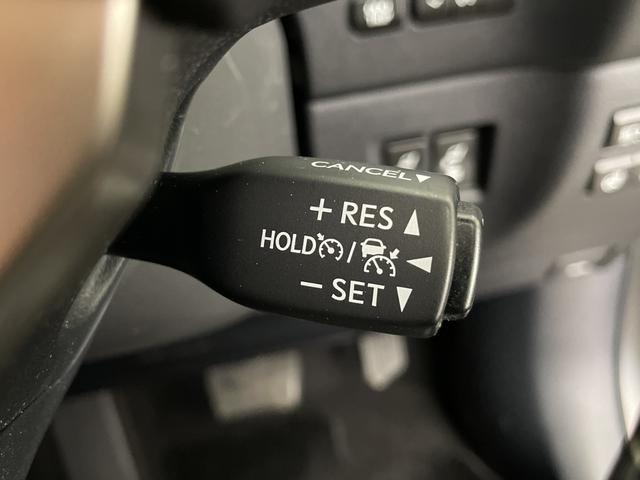 CANCEL▼
+ RES ▲
HOLD / ◀
− SET ▼